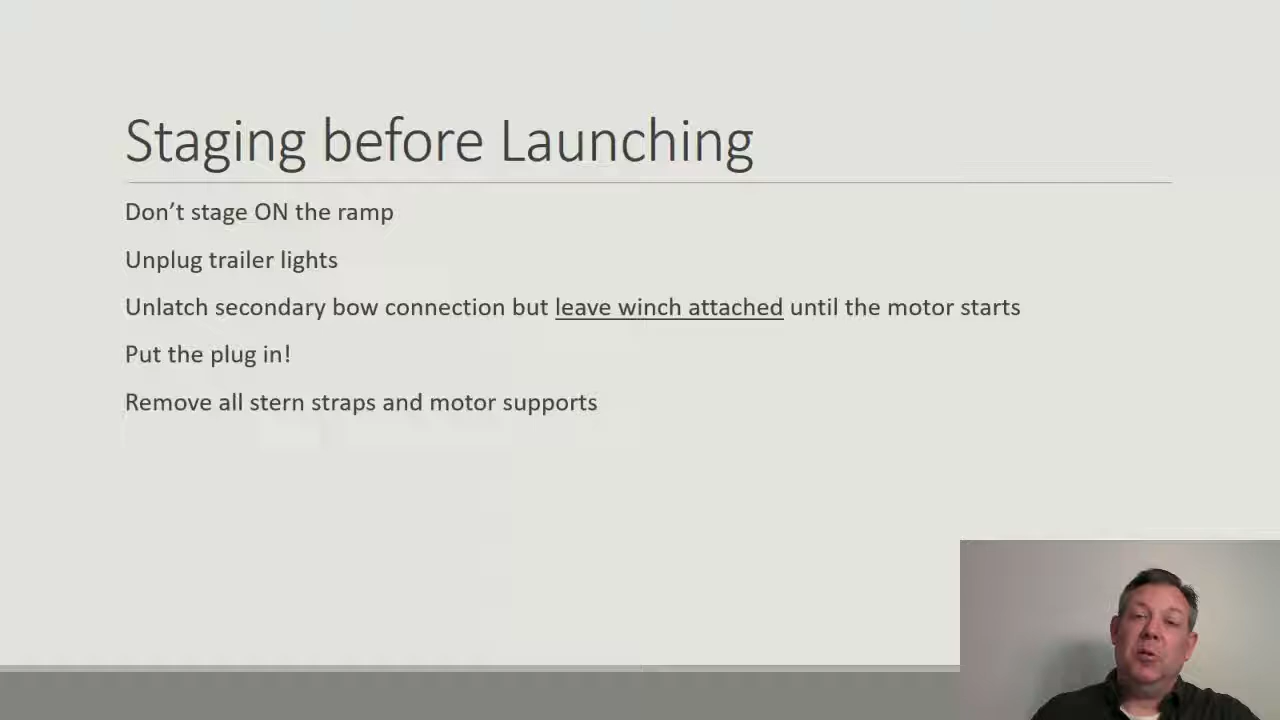 Staging before Launching
Don’t stage ON the ramp
Unplug trailer lights
Unlatch secondary bow connection but leave winch attached until the motor starts
Put the plug in!
Remove all stern straps and motor supports